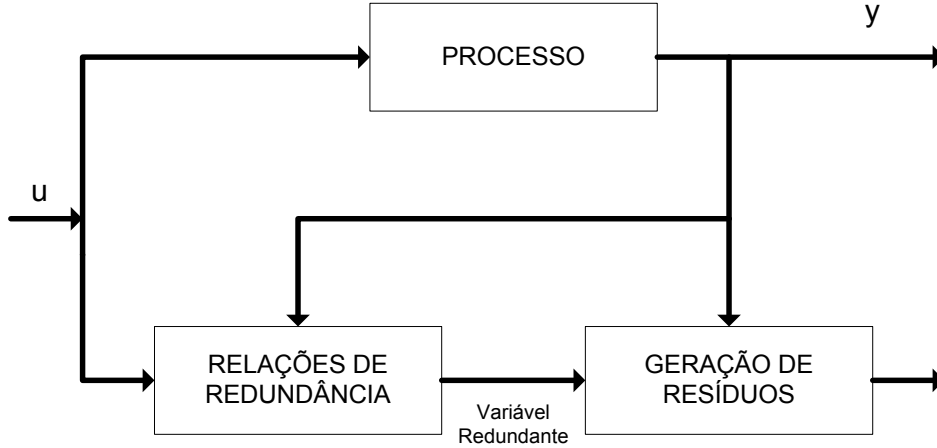 y
PROCESSO
u
RELAÇÕES DE
REDUNDÂNCIA
GERAÇÃO DE
RESÍDUOS
Variável
Redundante